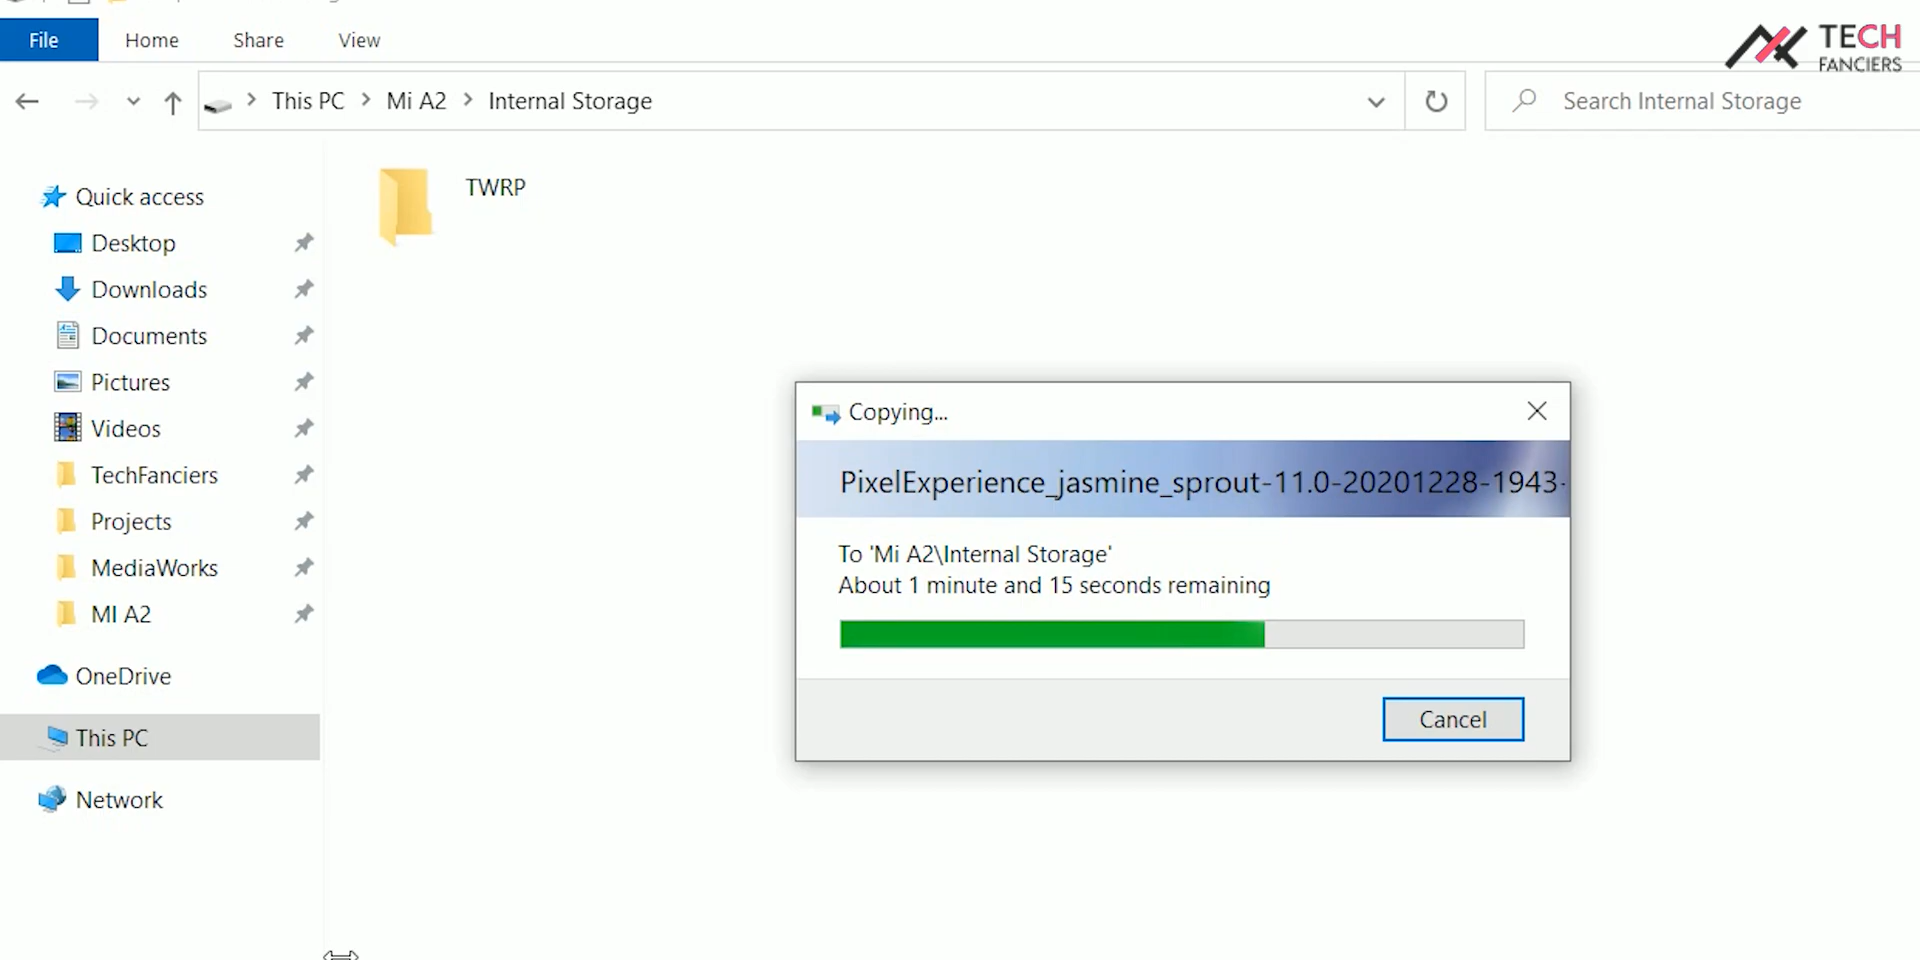 File
Home
Share
View
TECH
FANCIERS
This PC
Mi A2
Internal Storage
Search Internal Storage
Quick access
Desktop
Downloads
Documents
Pictures
Videos
TechFanciers
Projects
MediaWorks
MI A2
OneDrive
This PC
Network
TWRP
Copying...
PixelExperience_jasmine_sprout-11.0-20201228-1943-
To 'Mi A2\Internal Storage'
About 1 minute and 15 seconds remaining
Cancel